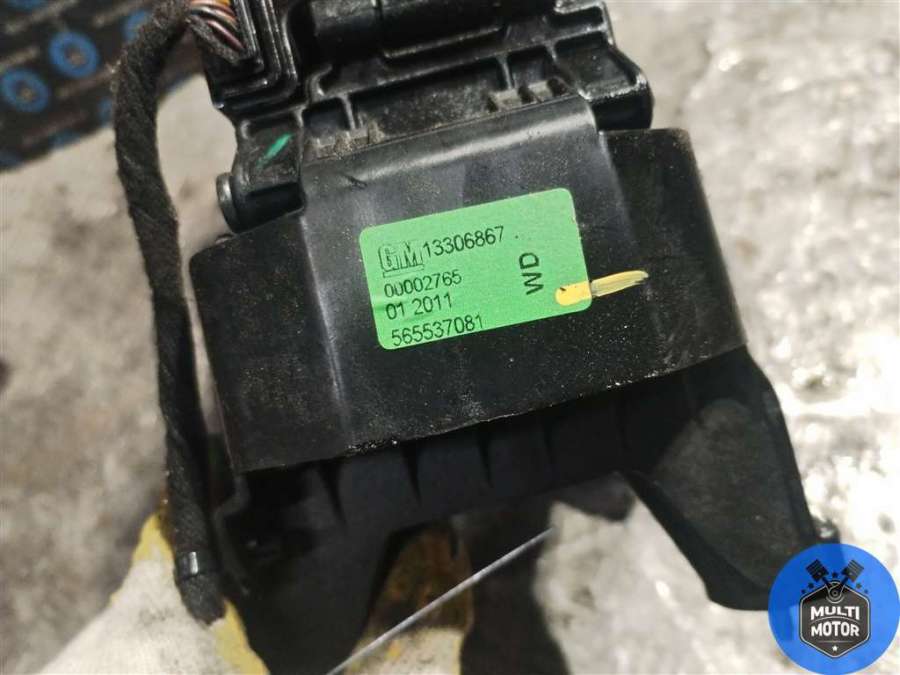 GM 13306867
00002765
01 2011
565537081
WD
MULTI
MOTOR